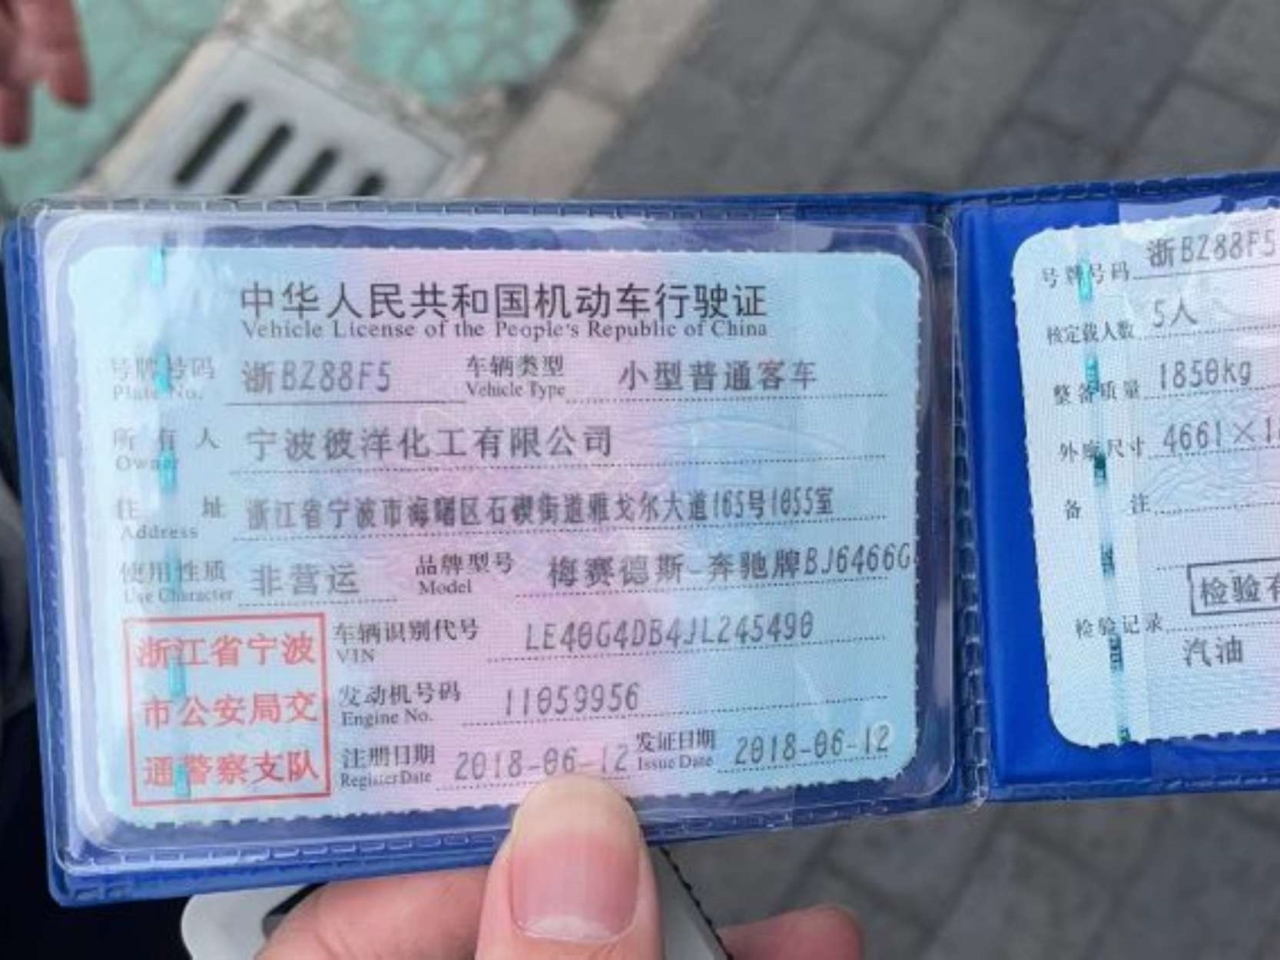 中华人民共和国机动车行驶证
Vehicle License of the People's Republic of China
号牌号码 浙BZ88F5 车辆类型 小型普通客车
Plate No. Vehicle Type
所有人 宁波彼洋化工有限公司
Owner
住址 浙江省宁波市海曙区石碶街道雅戈尔大道165号1055室
Address
使用性质 非营运 品牌型号 梅赛德斯-奔驰牌BJ6466G
Use Character Model
浙江省宁波
市公安局交
通警察支队
车辆识别代号 LE40G4DB4JL245490
VIN
发动机号码 11059956
Engine No.
注册日期 2018-06-12 发证日期 2018-06-12
Register Date Issue Date
号牌号码 浙BZ88F5
核定载人数 5人
整备质量 1850kg
外廓尺寸 4661×1
备注
检验有
检验记录
汽油